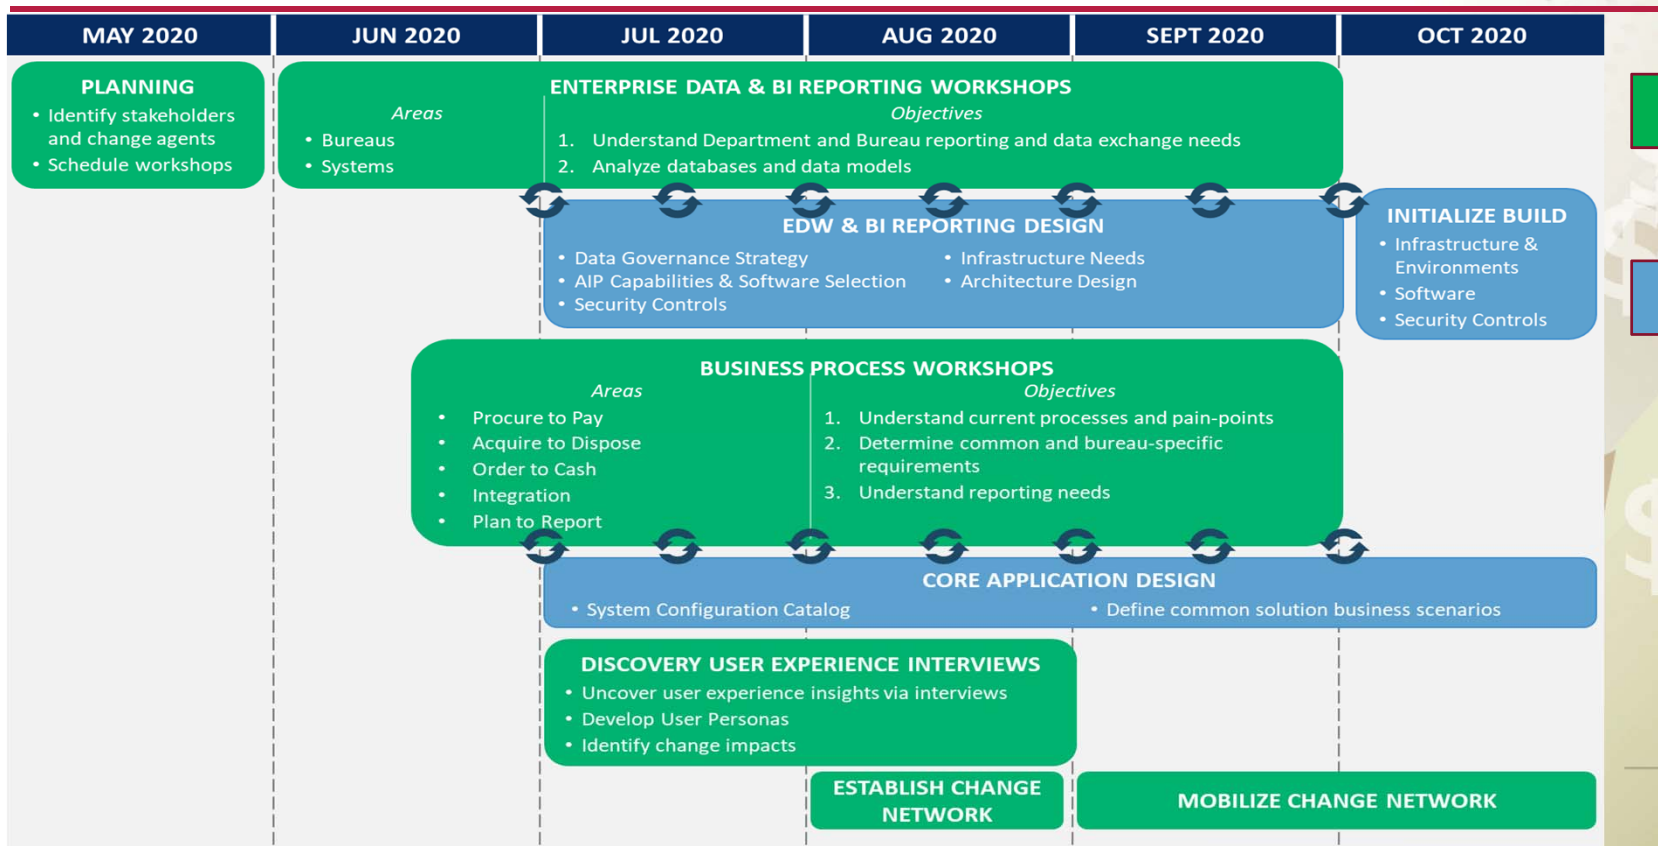 MAY 2020
JUN 2020
JUL 2020
AUG 2020
SEPT 2020
OCT 2020
PLANNING
• Identify stakeholders
and change agents
• Schedule workshops
ENTERPRISE DATA & BI REPORTING WORKSHOPS
Areas
• Bureaus
• Systems
Objectives
1. Understand Department and Bureau reporting and data exchange needs
2. Analyze databases and data models
EDW & BI REPORTING DESIGN
• Data Governance Strategy
• AIP Capabilities & Software Selection
• Security Controls
• Infrastructure Needs
• Architecture Design
INITIALIZE BUILD
• Infrastructure &
Environments
• Software
• Security Controls
BUSINESS PROCESS WORKSHOPS
Areas
• Procure to Pay
• Acquire to Dispose
• Order to Cash
• Integration
• Plan to Report
Objectives
1. Understand current processes and pain-points
2. Determine common and bureau-specific
requirements
3. Understand reporting needs
CORE APPLICATION DESIGN
• System Configuration Catalog
• Define common solution business scenarios
DISCOVERY USER EXPERIENCE INTERVIEWS
• Uncover user experience insights via interviews
• Develop User Personas
• Identify change impacts
ESTABLISH CHANGE
NETWORK
MOBILIZE CHANGE NETWORK